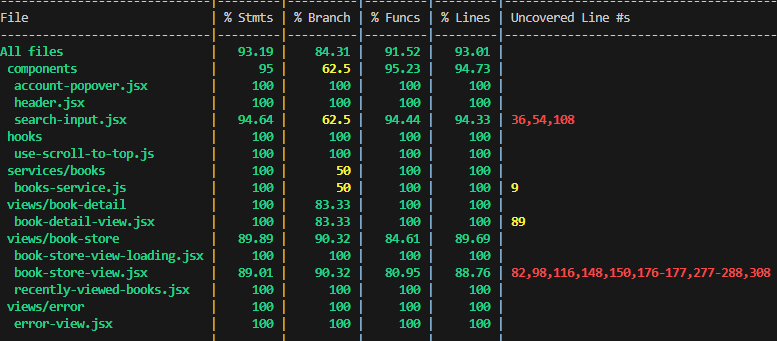 File | % Stmts | % Branch | % Funcs | % Lines | Uncovered Line #s
All files | 93.19 | 84.31 | 91.52 | 93.01 |
components | 95 | 62.5 | 95.23 | 94.73 |
account-popover.jsx | 100 | 100 | 100 | 100 |
header.jsx | 100 | 100 | 100 | 100 |
search-input.jsx | 94.64 | 62.5 | 94.44 | 94.33 | 36,54,108
hooks | 100 | 100 | 100 | 100 |
use-scroll-to-top.js | 100 | 100 | 100 | 100 |
services/books | 100 | 50 | 100 | 100 |
books-service.js | 100 | 50 | 100 | 100 | 9
views/book-detail | 100 | 83.33 | 100 | 100 |
book-detail-view.jsx | 100 | 83.33 | 100 | 100 | 89
views/book-store | 89.89 | 90.32 | 84.61 | 89.69 |
book-store-view-loading.jsx | 100 | 100 | 100 | 100 |
book-store-view.jsx | 89.01 | 90.32 | 80.95 | 88.76 | 82,98,116,148,150,176-177,277-288,308
recently-viewed-books.jsx | 100 | 100 | 100 | 100 |
views/error | 100 | 100 | 100 | 100 |
error-view.jsx | 100 | 100 | 100 | 100 |